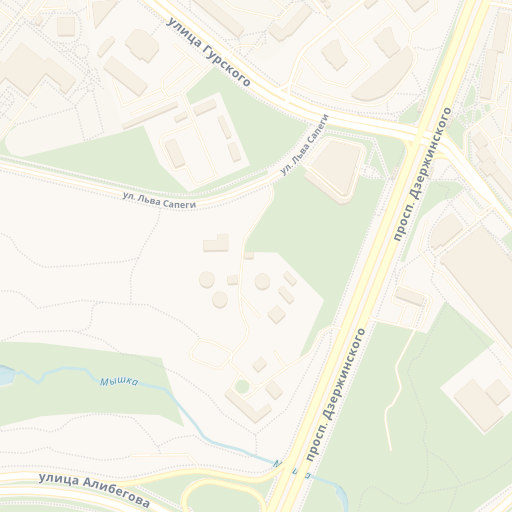 улица Гурского
ул. Льва Сапеги
просп. Дзержинского
ул. Льва Сапеги
просп. Дзержинского
Мышка
улица Алибегова